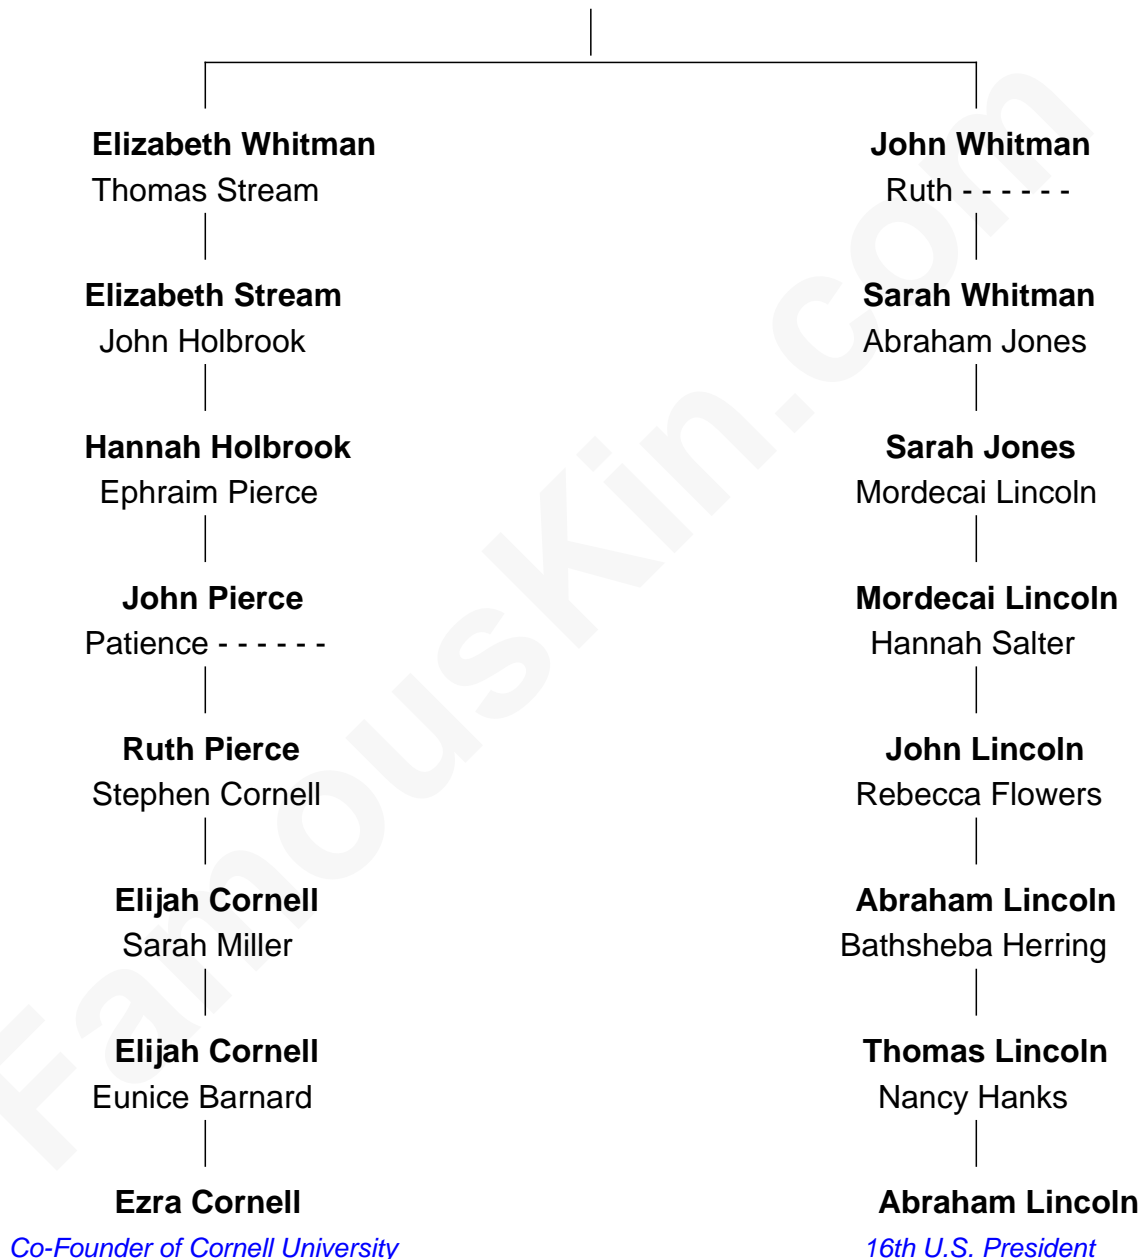 Elizabeth Whitman
Thomas Stream
John Whitman
Ruth - - - - - -
Elizabeth Stream
John Holbrook
Sarah Whitman
Abraham Jones
Hannah Holbrook
Ephraim Pierce
Sarah Jones
Mordecai Lincoln
John Pierce
Patience - - - - - -
Mordecai Lincoln
Hannah Salter
Ruth Pierce
Stephen Cornell
John Lincoln
Rebecca Flowers
Elijah Cornell
Sarah Miller
Abraham Lincoln
Bathsheba Herring
Elijah Cornell
Eunice Barnard
Thomas Lincoln
Nancy Hanks
Ezra Cornell
Co-Founder of Cornell University
Abraham Lincoln
16th U.S. President
FamousKin.com